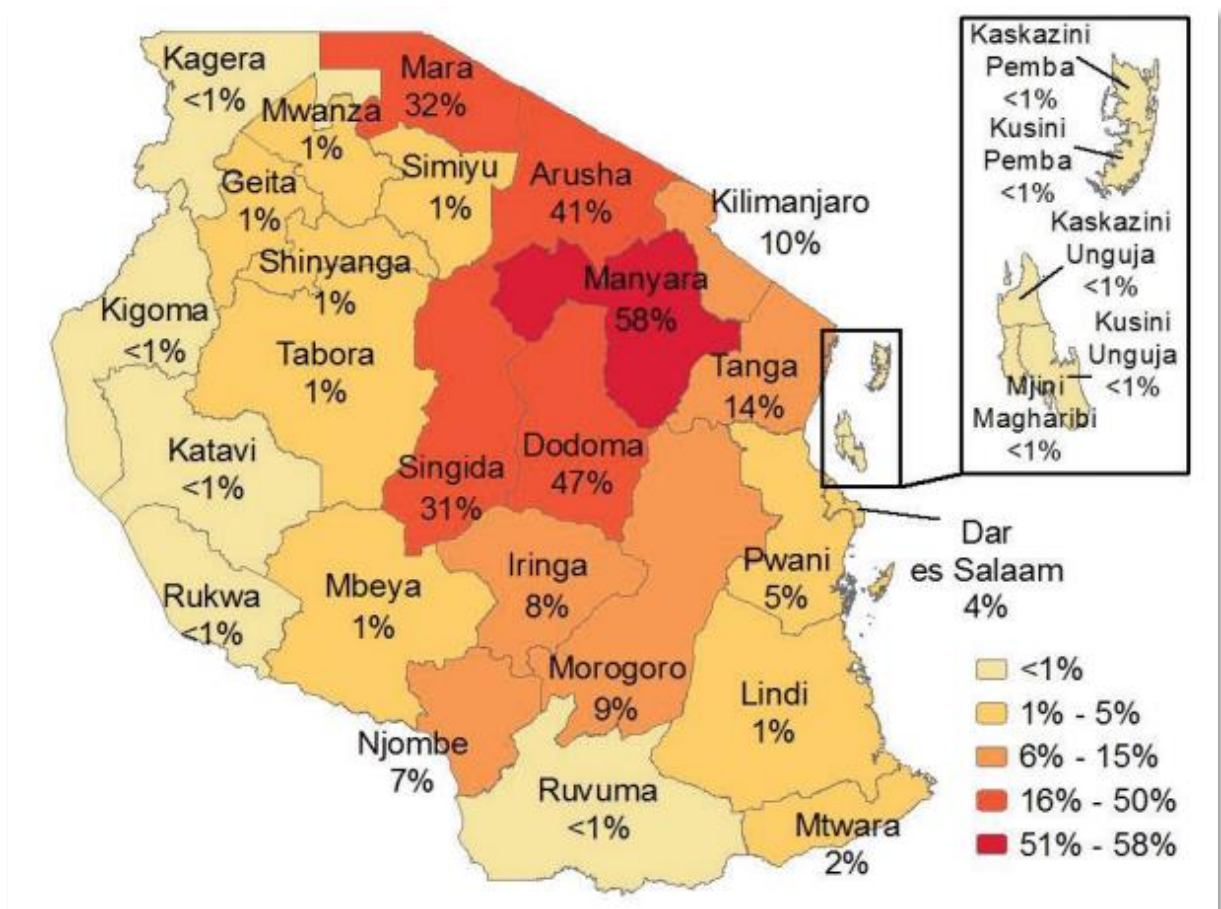 Kagera
<1%
Mara
32%
Mwanza
1%
Simiyu
1%
Geita
1%
Arusha
41%
Kilimanjaro
10%
Shinyanga
1%
Manyara
58%
Kigoma
<1%
Tabora
1%
Tanga
14%
Katavi
<1%
Singida
31%
Dodoma
47%
Dar
es Salaam
4%
Rukwa
<1%
Mbeya
1%
Iringa
8%
Pwani
5%
Morogoro
9%
Lindi
1%
Njombe
7%
Ruvuma
<1%
Mtwara
2%
Kaskazini
Pemba
<1%
Kusini
Pemba
<1%
Kaskazini
Unguja
<1%
Kusini
Unguja
<1%
Mjini
Magharibi
<1%
<1%
1% - 5%
6% - 15%
16% - 50%
51% - 58%